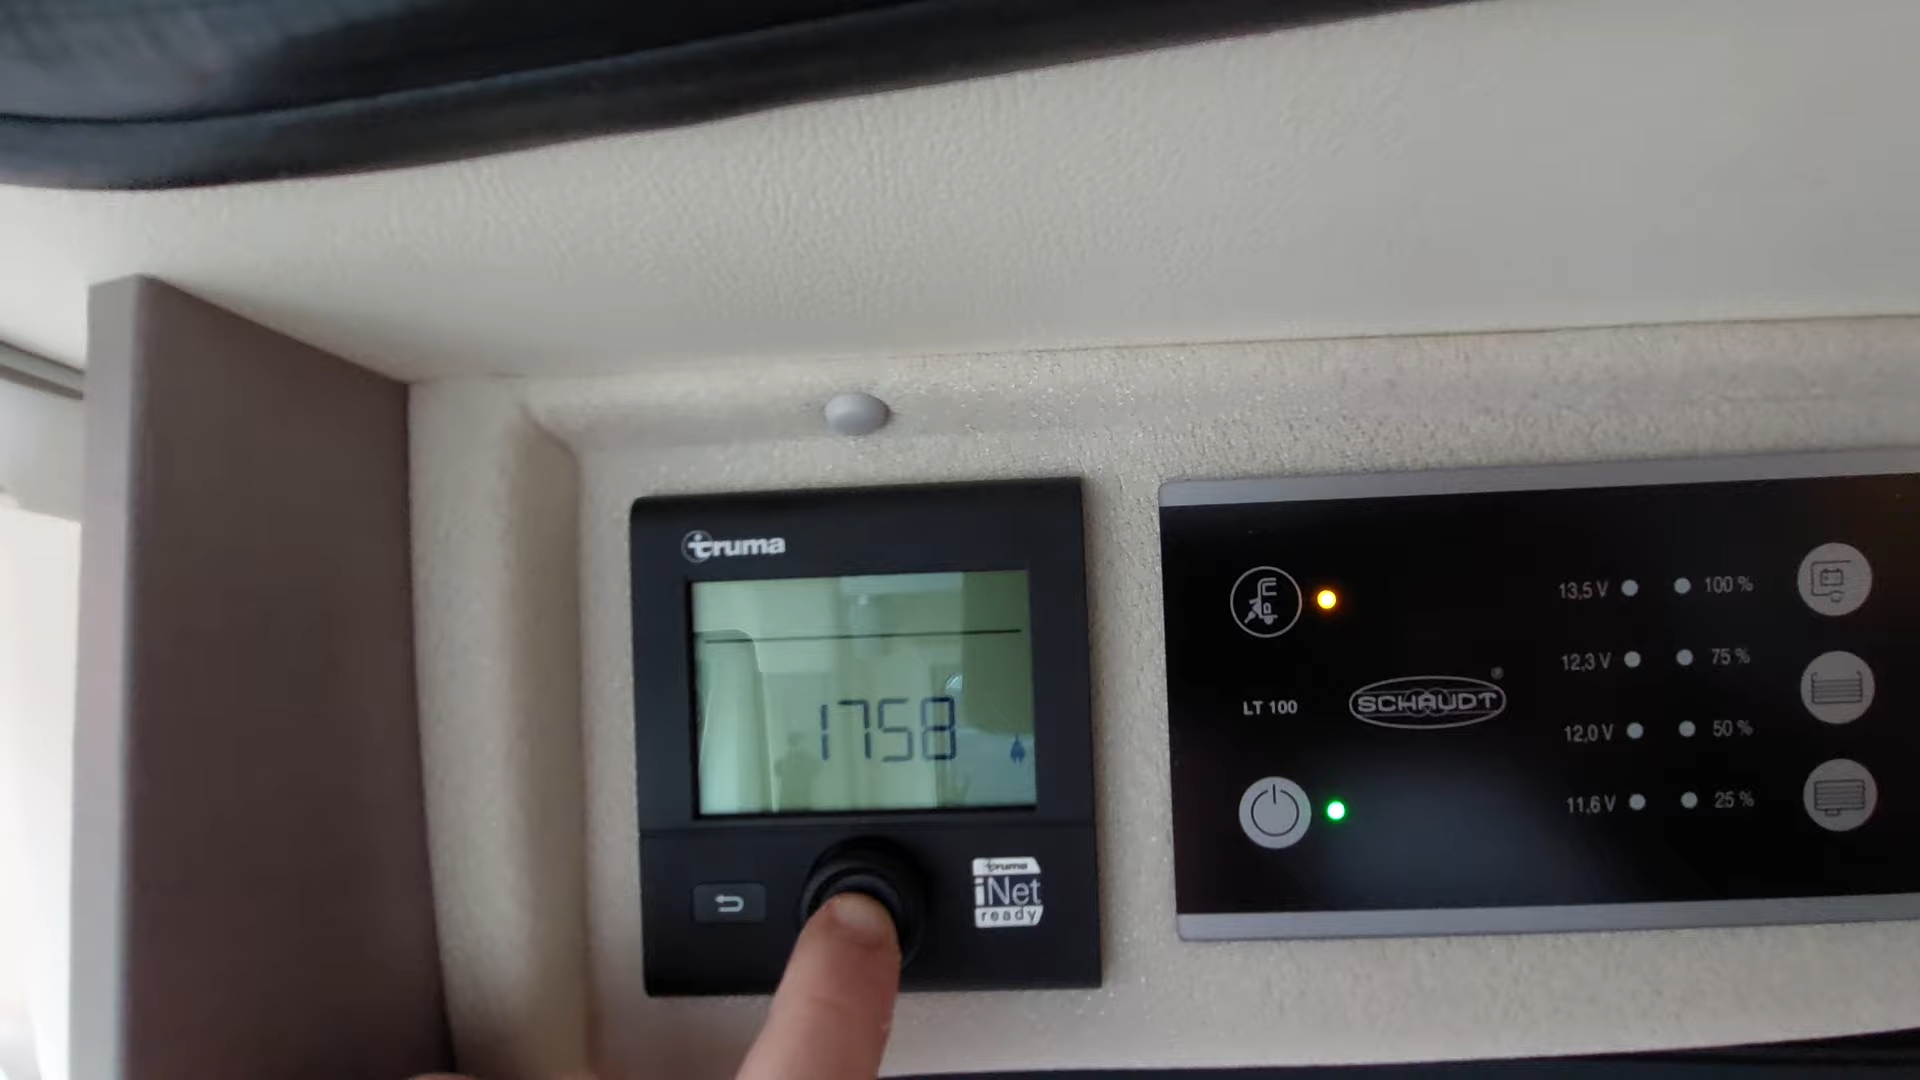 truma
1758
truma
iNet
ready
LT 100
SCHAUDT®
13,5 V
100 %
12,3 V
75 %
12,0 V
50 %
11,6 V
25 %